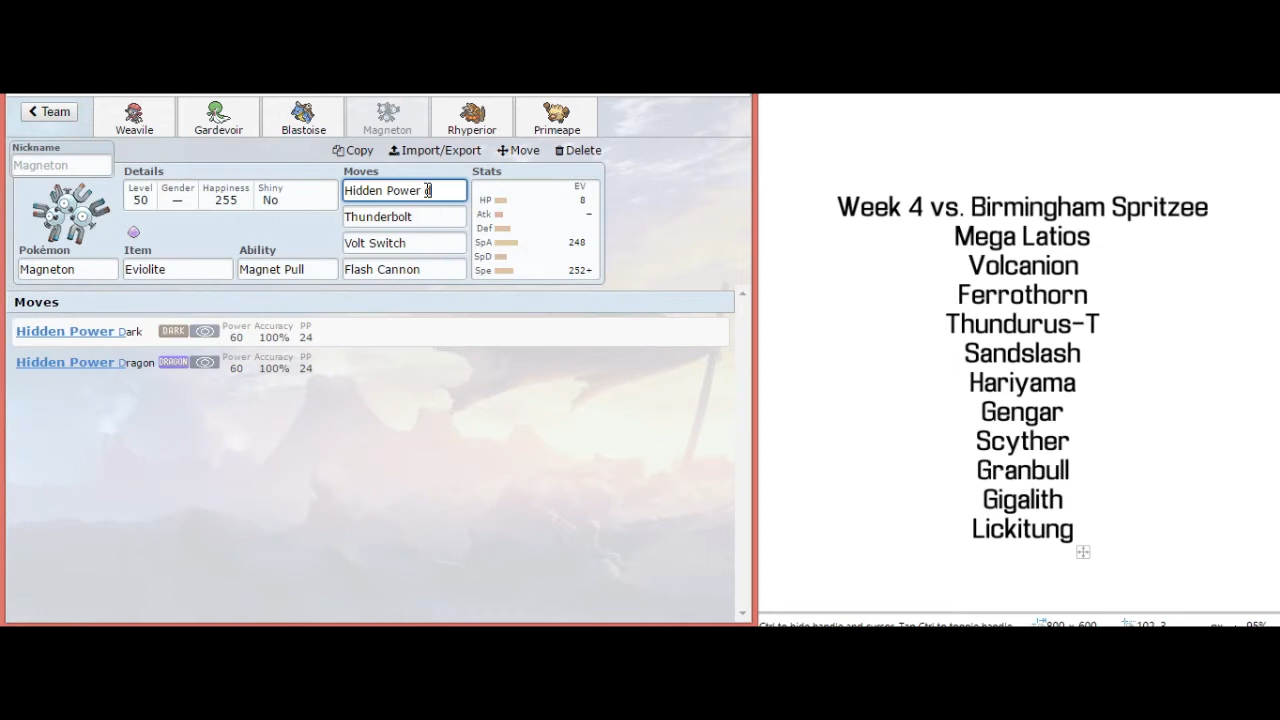 Team
Weavile
Gardevoir
Blastoise
Magneton
Rhyperior
Primeape
Copy
Import/Export
Move
Delete
Nickname
Magneton
Details
Level
50
Gender
—
Happiness
255
Shiny
No
Pokémon
Magneton
Item
Eviolite
Ability
Magnet Pull
Moves
Hidden Power d
Thunderbolt
Volt Switch
Flash Cannon
Stats
EV
HP 8
Atk –
Def
SpA 248
SpD
Spe 252+
Moves
Hidden Power Dark DARK Power 60 Accuracy 100% PP 24
Hidden Power Dragon DRAGON Power 60 Accuracy 100% PP 24
Week 4 vs. Birmingham Spritzee
Mega Latios
Volcanion
Ferrothorn
Thundurus-T
Sandslash
Hariyama
Gengar
Scyther
Granbull
Gigalith
Lickitung